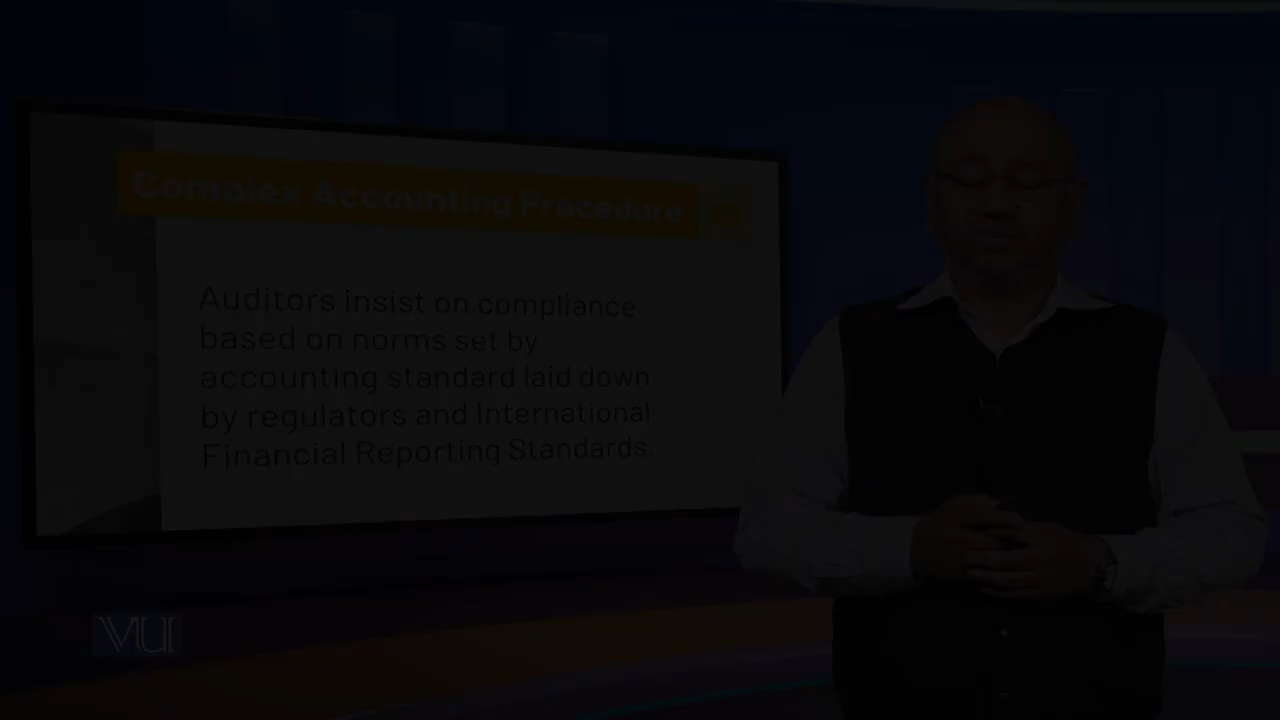 Complex Accounting Procedure
Auditors insist on compliance
based on norms set by
accounting standard laid down
by regulators and International
Financial Reporting Standards.
VU